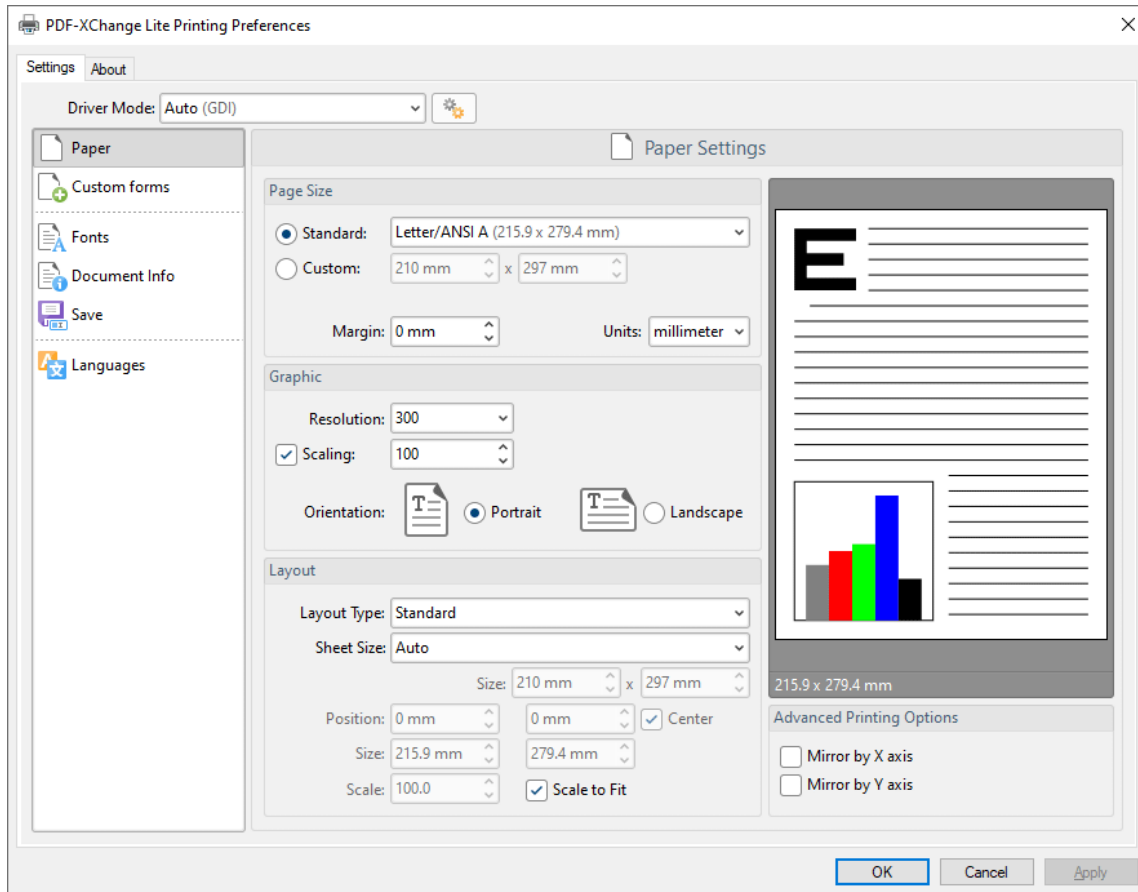 PDF-XChange Lite Printing Preferences
Settings About
Driver Mode: Auto (GDI)
Paper
Custom forms
Fonts
Document Info
Save
Languages
Paper Settings
Page Size
Standard: Letter/ANSI A (215.9 x 279.4 mm)
Custom: 210 mm x 297 mm
Margin: 0 mm Units: millimeter
Graphic
Resolution: 300
Scaling: 100
Orientation: T Portrait T Landscape
Layout
Layout Type: Standard
Sheet Size: Auto
Size: 210 mm x 297 mm
Position: 0 mm 0 mm Center
Size: 215.9 mm 279.4 mm
Scale: 100.0 Scale to Fit
E
215.9 x 279.4 mm
Advanced Printing Options
Mirror by X axis
Mirror by Y axis
OK Cancel Apply